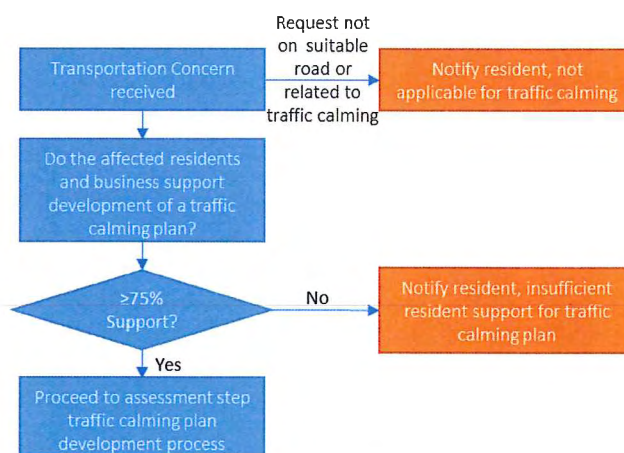 Transportation Concern
received
Request not
on suitable
road or
related to
traffic calming
Notify resident, not
applicable for traffic calming
Do the affected residents
and business support
development of a traffic
calming plan?
≥75%
Support?
No
Notify resident, insufficient
resident support for traffic
calming plan
Yes
Proceed to assessment step
traffic calming plan
development process